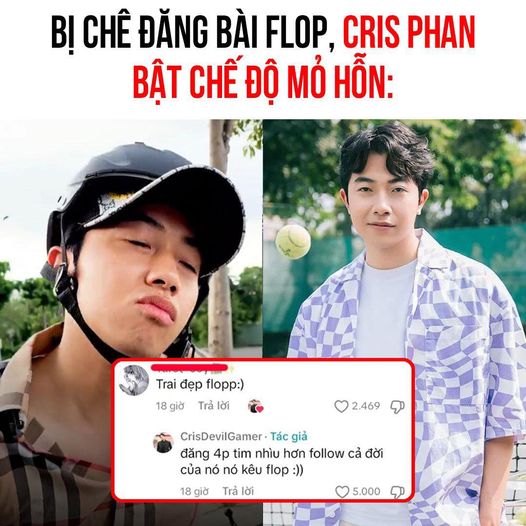 BỊ CHÊ ĐĂNG BÀI FLOP, CRIS PHAN
BẬT CHẾ ĐỘ MỎ HỖN:
Trai đẹp flopp:)
18 giờ Trả lời 2.469
CrisDevilGamer · Tác giả
đăng 4p tim nhìu hơn follow cả đời
của nó nó kêu flop :))
18 giờ Trả lời 5.000